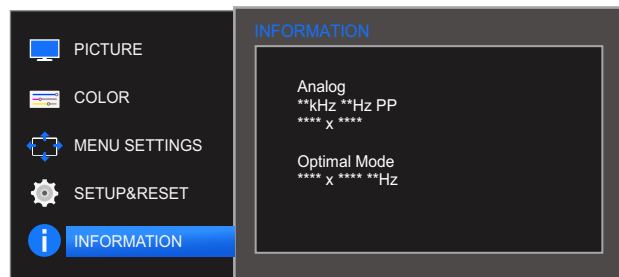 PICTURE
COLOR
MENU SETTINGS
SETUP&RESET
INFORMATION
INFORMATION
Analog
**kHz **Hz PP
**** x ****
Optimal Mode
**** x **** **Hz